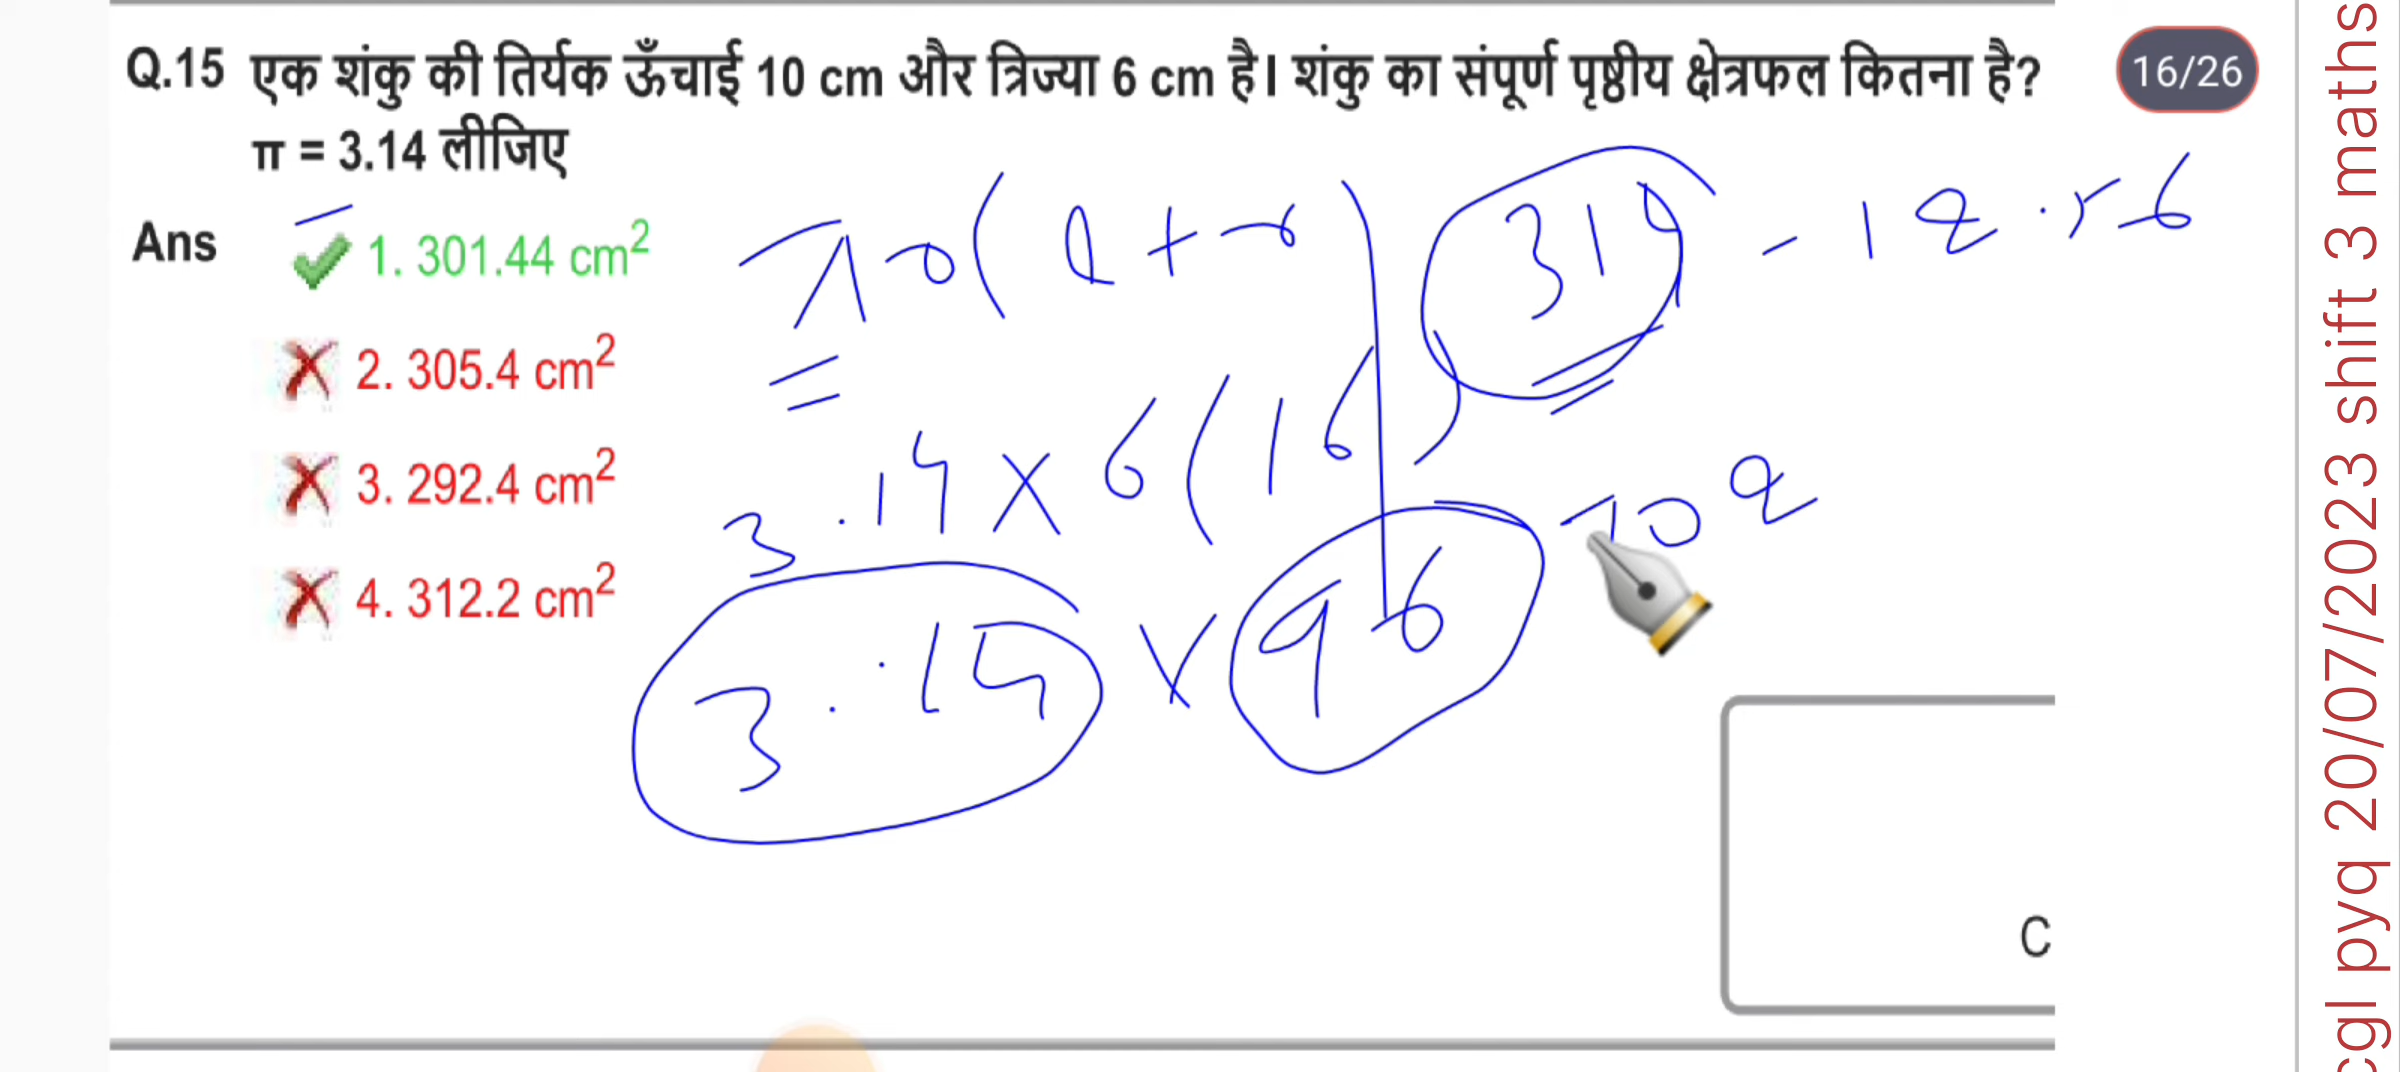 Q.15 एक शंकु की तिर्यक ऊँचाई 10 cm और त्रिज्या 6 cm है। शंकु का संपूर्ण पृष्ठीय क्षेत्रफल कितना है?
π = 3.14 लीजिए
16/26
Ans 1. 301.44 cm²
2. 305.4 cm²
3. 292.4 cm²
4. 312.2 cm²
314 - 12.56
= 3.14 × 6 (16)
3.14 × 96
C
cgl pyq 20/07/2023 shift 3 maths